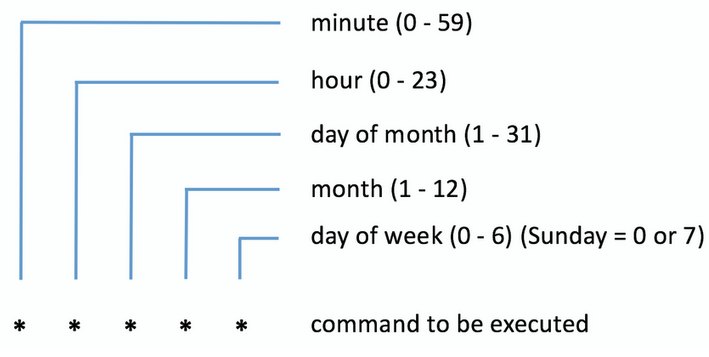 minute (0 - 59)
hour (0 - 23)
day of month (1 - 31)
month (1 - 12)
day of week (0 - 6) (Sunday = 0 or 7)
* * * * * command to be executed